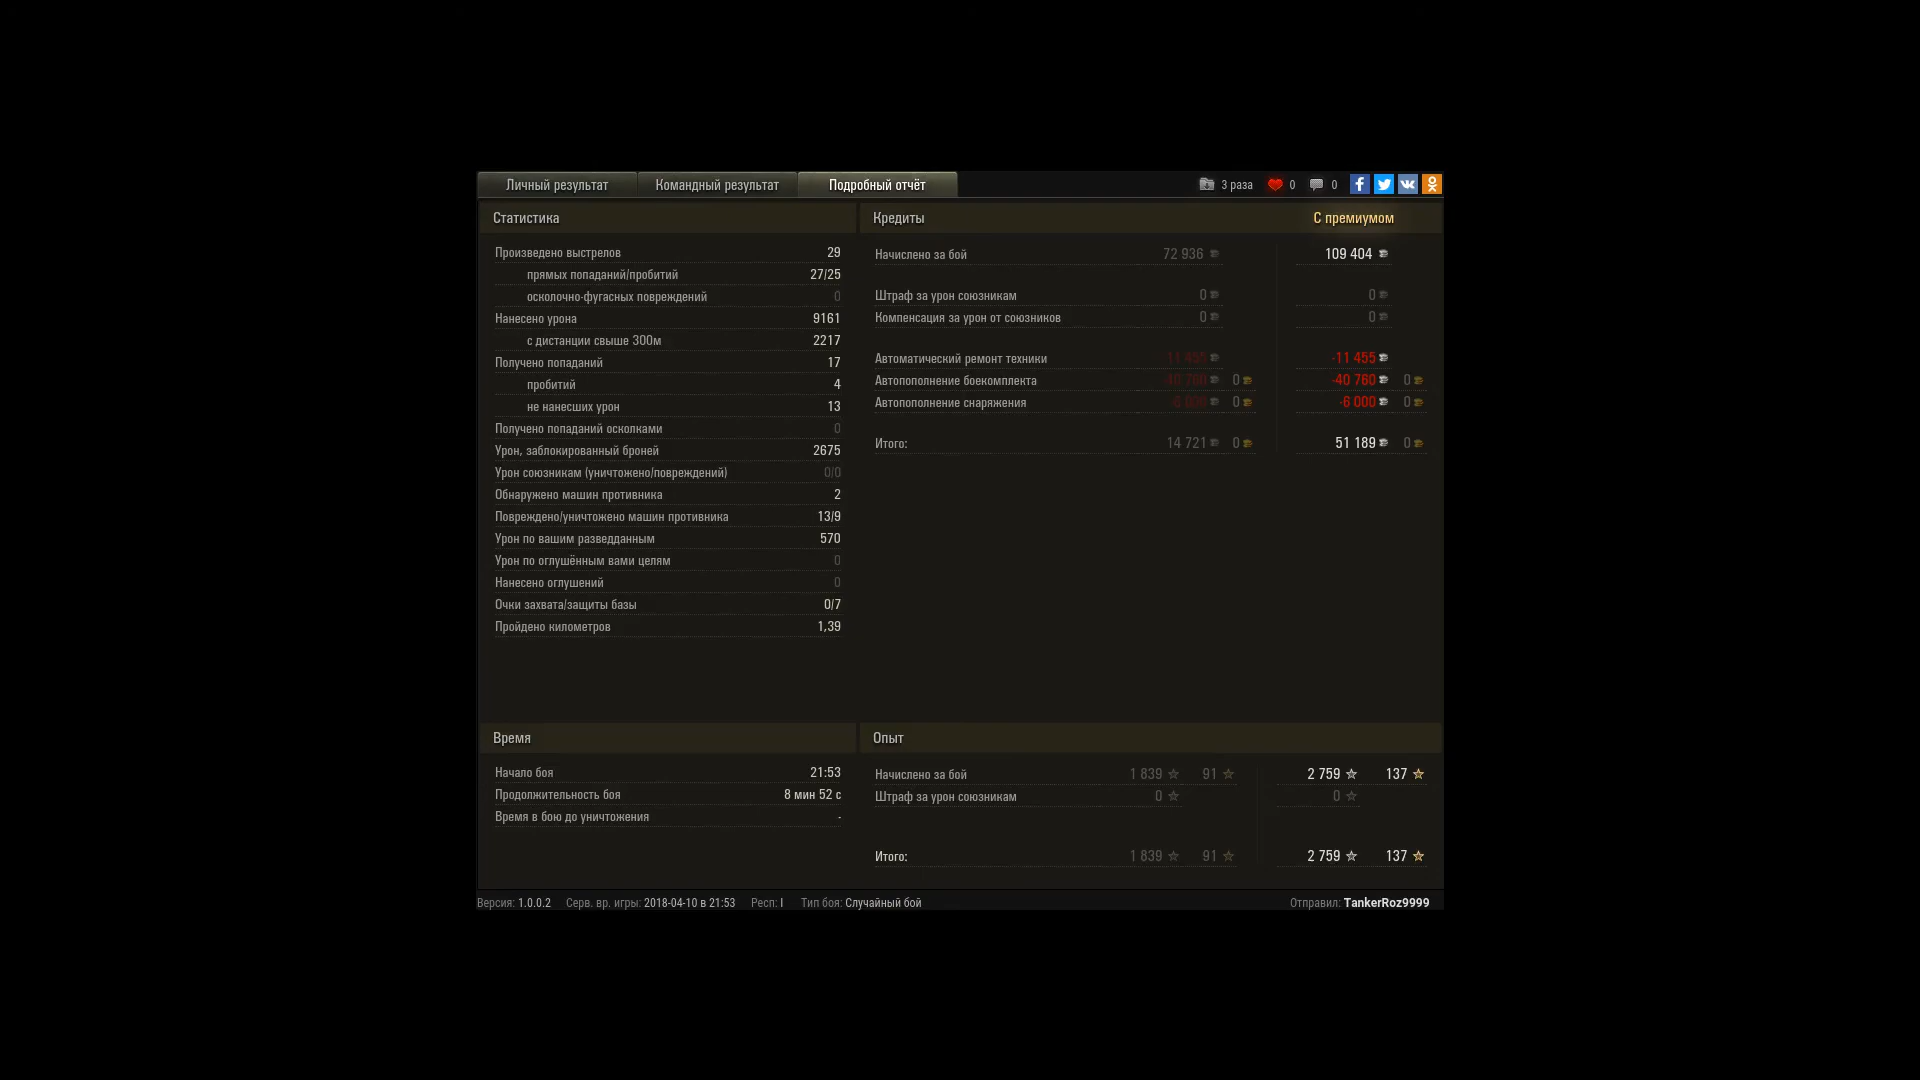 Личный результат Командный результат Подробный отчёт 3 раза 0 0
Статистика
Произведено выстрелов 29
прямых попаданий/пробитий 27/25
осколочно-фугасных повреждений 0
Нанесено урона 9161
с дистанции свыше 300м 2217
Получено попаданий 17
пробитий 4
не нанесших урон 13
Получено попаданий осколками 0
Урон, заблокированный броней 2675
Урон союзникам (уничтожено/повреждений) 0/0
Обнаружено машин противника 2
Повреждено/уничтожено машин противника 13/9
Урон по вашим разведданным 570
Урон по оглушённым вами целям 0
Нанесено оглушений 0
Очки захвата/защиты базы 0/7
Пройдено километров 1,39
Кредиты С премиумом
Начислено за бой 72 936 109 404
Штраф за урон союзникам 0 0
Компенсация за урон от союзников 0 0
Автоматический ремонт техники -11 455 -11 455
Автопополнение боекомплекта -40 760 0 -40 760 0
Автопополнение снаряжения -6 000 0 -6 000 0
Итого: 14 721 0 51 189 0
Время
Начало боя 21:53
Продолжительность боя 8 мин 52 с
Время в бою до уничтожения -
Опыт
Начислено за бой 1 839 91 2 759 137
Штраф за урон союзникам 0 0
Итого: 1 839 91 2 759 137
Версия: 1.0.0.2 Серв. вр. игры: 2018-04-10 в 21:53 Респ: I Тип боя: Случайный бой Отправил: TankerRoz9999